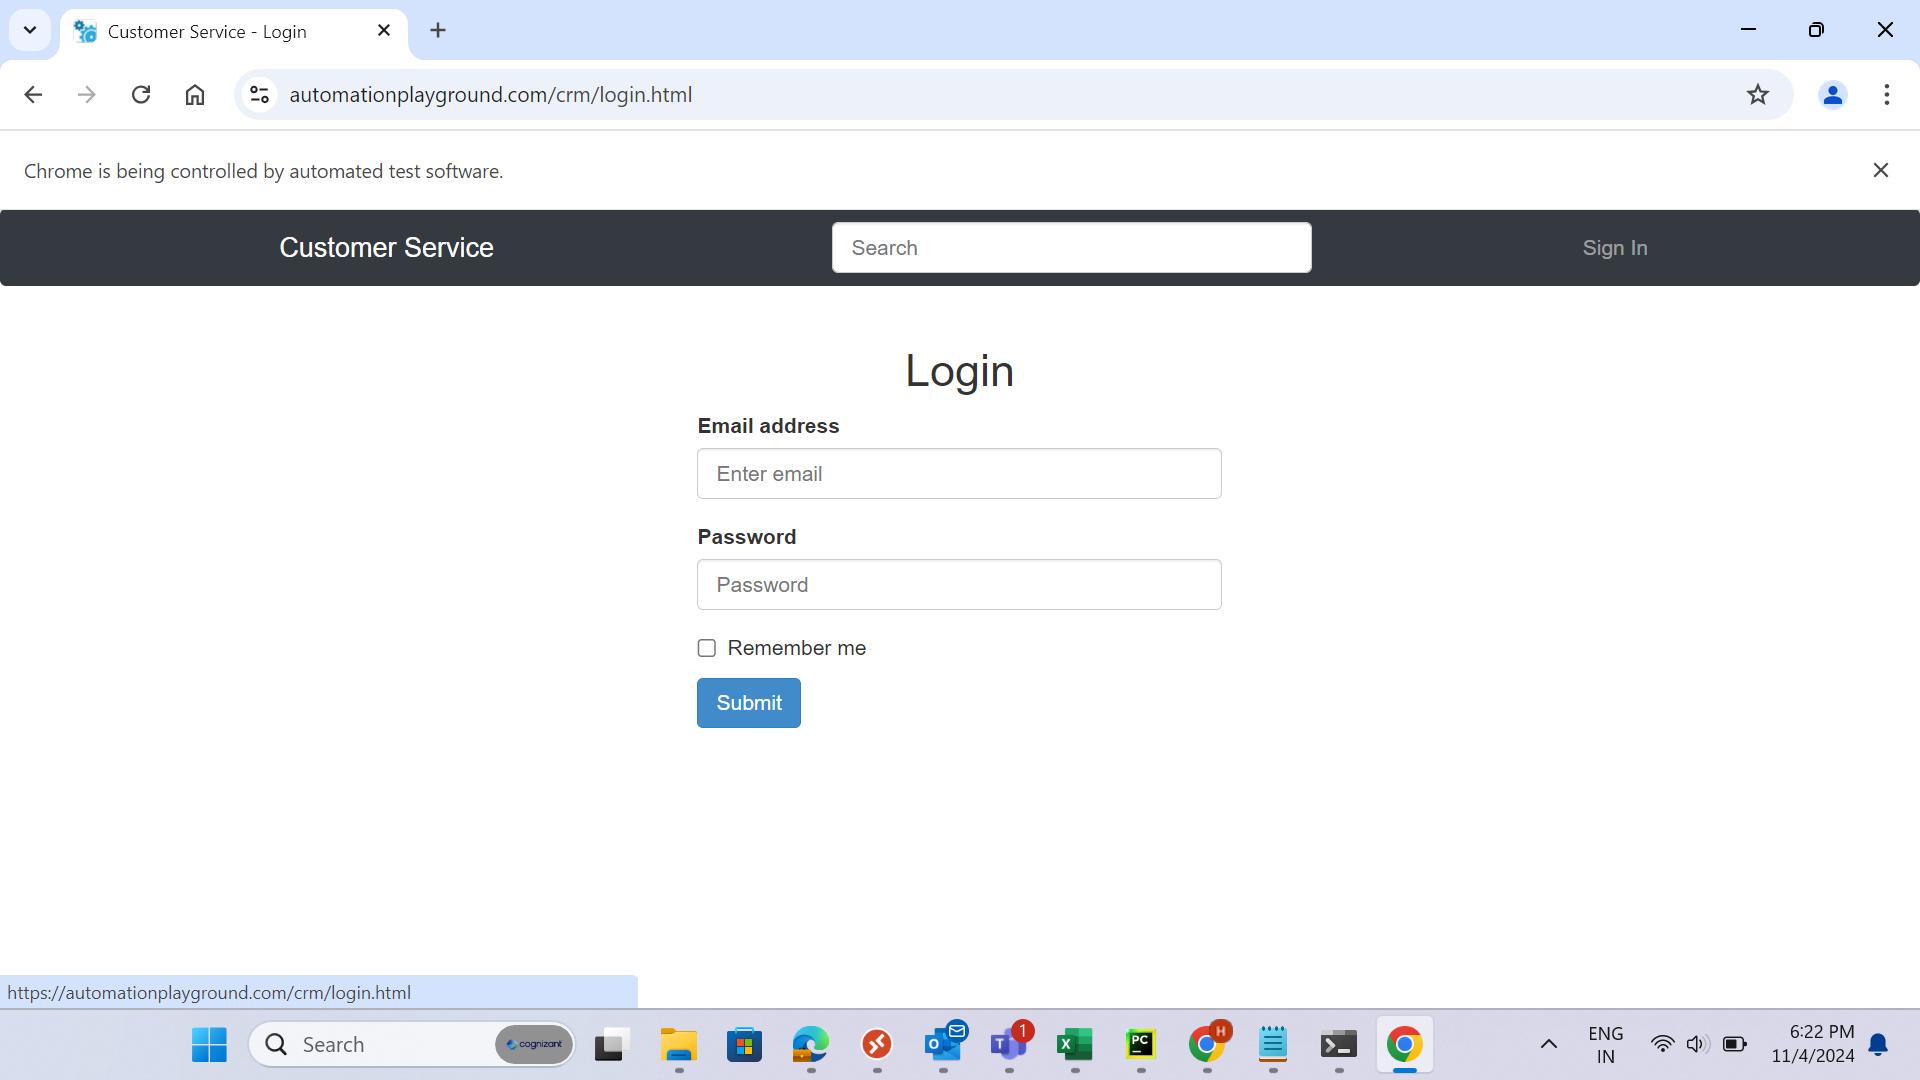 Customer Service - Login
automationplayground.com/crm/login.html
Chrome is being controlled by automated test software.
Customer Service
Search
Sign In
Login
Email address
Enter email
Password
Password
Remember me
Submit
https://automationplayground.com/crm/login.html
Search
cognizant
O
T
1
X
PC
H
ENG
IN
6:22 PM
11/4/2024